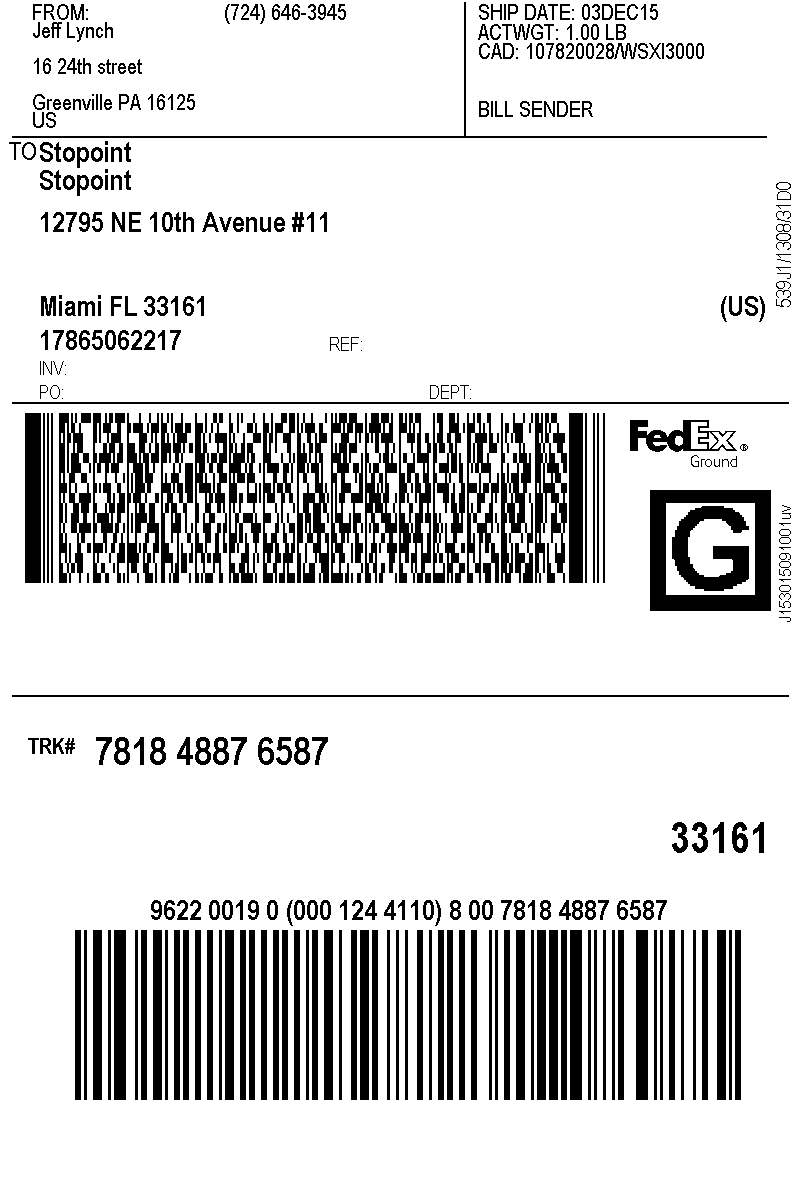 FROM: (724) 646-3945
Jeff Lynch
16 24th street
Greenville PA 16125
US
SHIP DATE: 03DEC15
ACTWGT: 1.00 LB
CAD: 107820028/WSXI3000
BILL SENDER
TO Stopoint
Stopoint
12795 NE 10th Avenue #11
Miami FL 33161 (US)
17865062217 REF:
INV:
PO: DEPT:
539J1/1308/31D0
FedEx®
Ground
G
J153015091001uv
TRK# 7818 4887 6587
33161
9622 0019 0 (000 124 4110) 8 00 7818 4887 6587